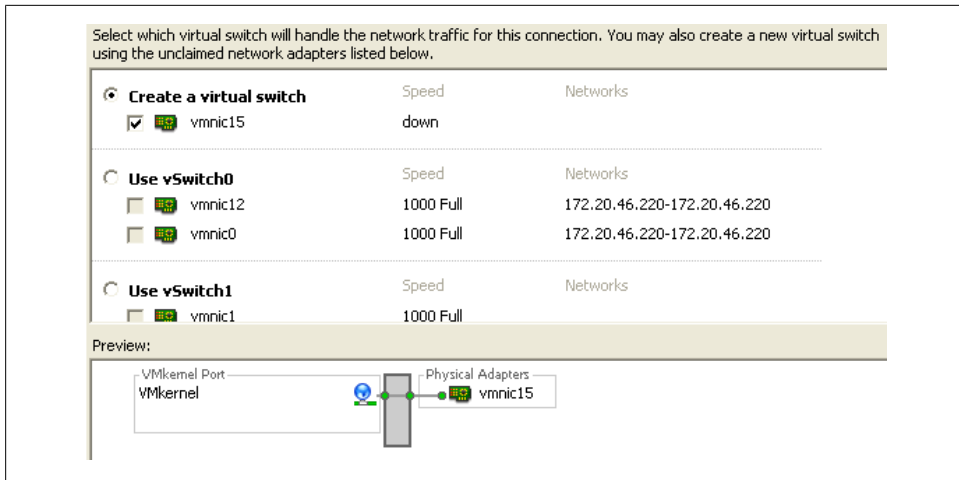 Select which virtual switch will handle the network traffic for this connection. You may also create a new virtual switch
using the unclaimed network adapters listed below.
Create a virtual switch Speed Networks
vmnic15 down
Use vSwitch0 Speed Networks
vmnic12 1000 Full 172.20.46.220-172.20.46.220
vmnic0 1000 Full 172.20.46.220-172.20.46.220
Use vSwitch1 Speed Networks
vmnic1 1000 Full
Preview:
VMkernel Port Physical Adapters
VMkernel vmnic15